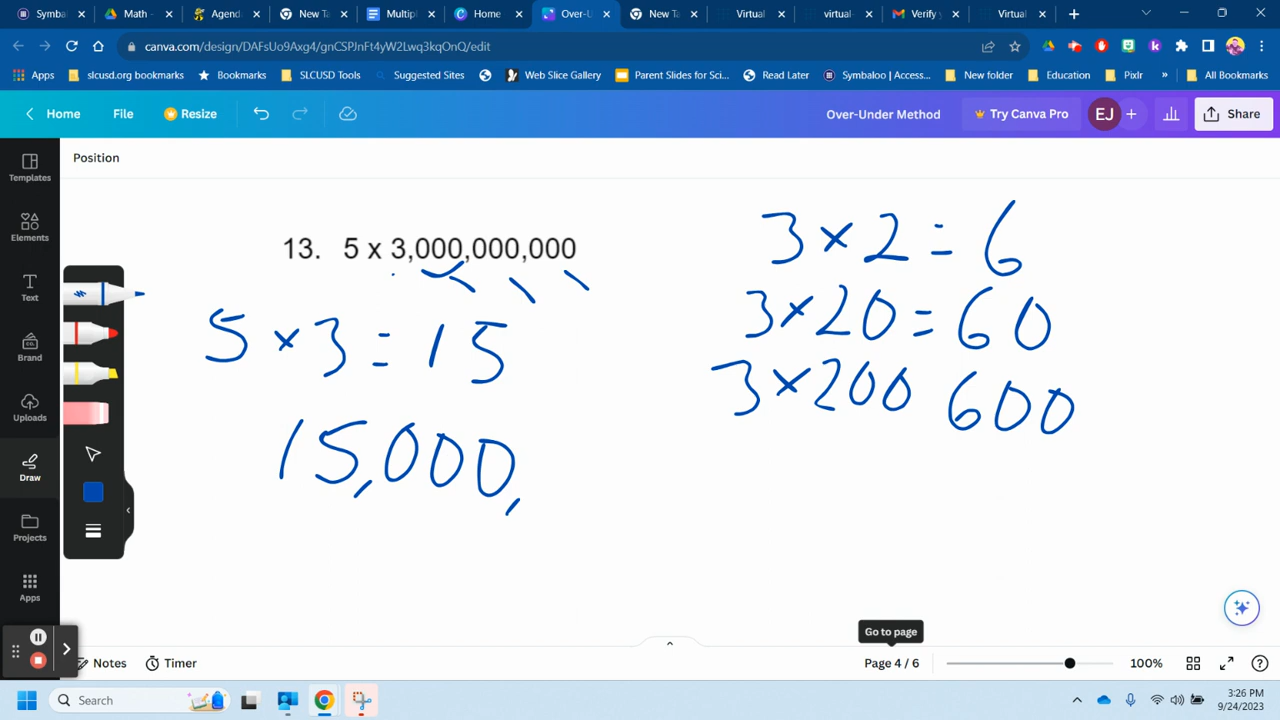 Symbaloo
Math -
Agenda
New Ta
Multipl
Home
Over-U
New Ta
Virtual
virtual
Verify y
Virtual
canva.com/design/DAFsUo9Axg4/gnCSPJnFt4yW2Lwq3kqOnQ/edit
Apps slcusd.org bookmarks Bookmarks SLCUSD Tools Suggested Sites Web Slice Gallery Parent Slides for Sci... Read Later Symbaloo | Access... New folder Education Pixlr » All Bookmarks
Home File Resize Over-Under Method EJ Try Canva Pro Share
Position
Templates
Elements
Text
Brand
Uploads
Draw
Projects
Apps
13. 5 x 3,000,000,000
5 × 3 = 15
15,000,
3 × 2 = 6
3 × 20 = 60
3 × 200 600
Go to page
Notes Timer Page 4 / 6 100%
Search
3:26 PM
9/24/2023